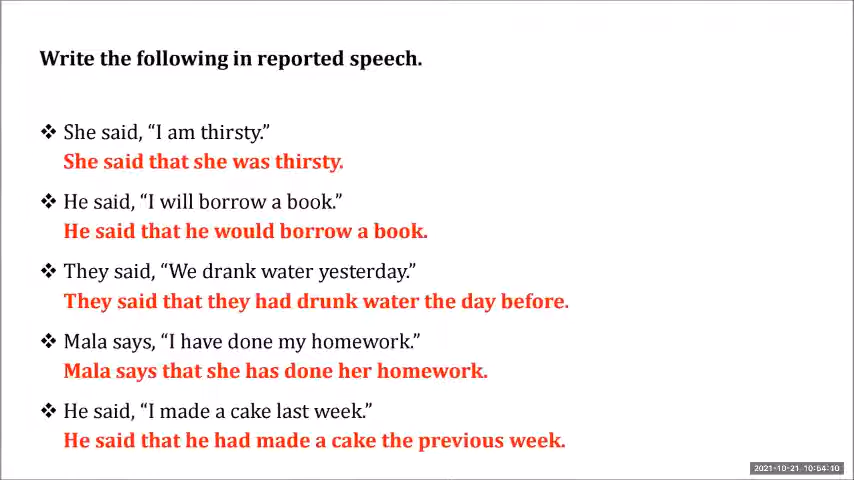 Write the following in reported speech.
❖ She said, “I am thirsty.”
She said that she was thirsty.
❖ He said, “I will borrow a book.”
He said that he would borrow a book.
❖ They said, “We drank water yesterday.”
They said that they had drunk water the day before.
❖ Mala says, “I have done my homework.”
Mala says that she has done her homework.
❖ He said, “I made a cake last week.”
He said that he had made a cake the previous week.
2021-10-21 10:54:10